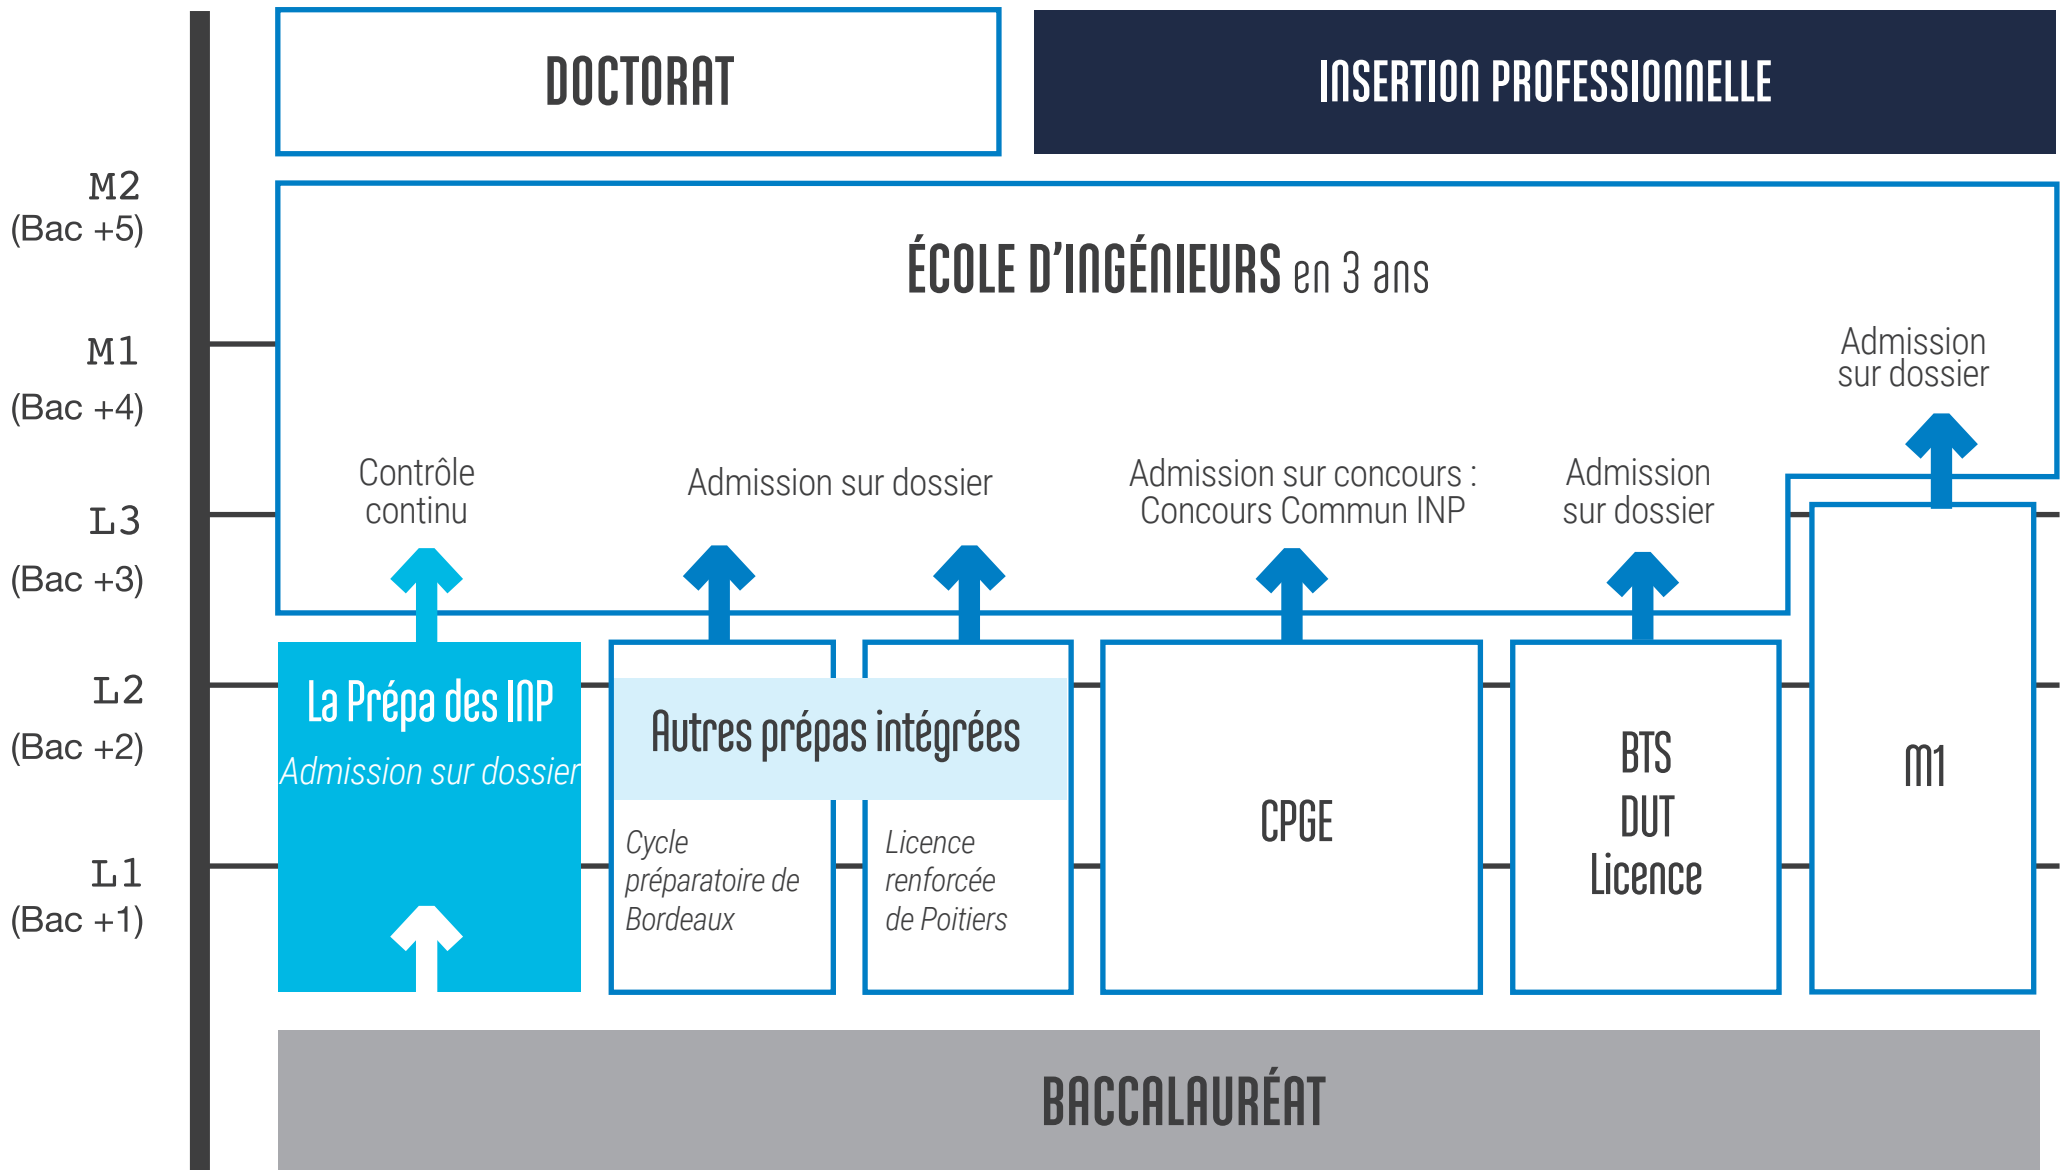 DOCTORAT
INSERTION PROFESSIONNELLE
M2
(Bac +5)
ÉCOLE D'INGÉNIEURS en 3 ans
M1
(Bac +4)
Admission
sur dossier
Contrôle
continu
Admission sur dossier
Admission sur concours :
Concours Commun INP
Admission
sur dossier
L3
(Bac +3)
La Prépa des INP
Admission sur dossier
Autres prépas intégrées
Cycle
préparatoire de
Bordeaux
Licence
renforcée
de Poitiers
CPGE
BTS
DUT
Licence
M1
L2
(Bac +2)
L1
(Bac +1)
BACCALAURÉAT